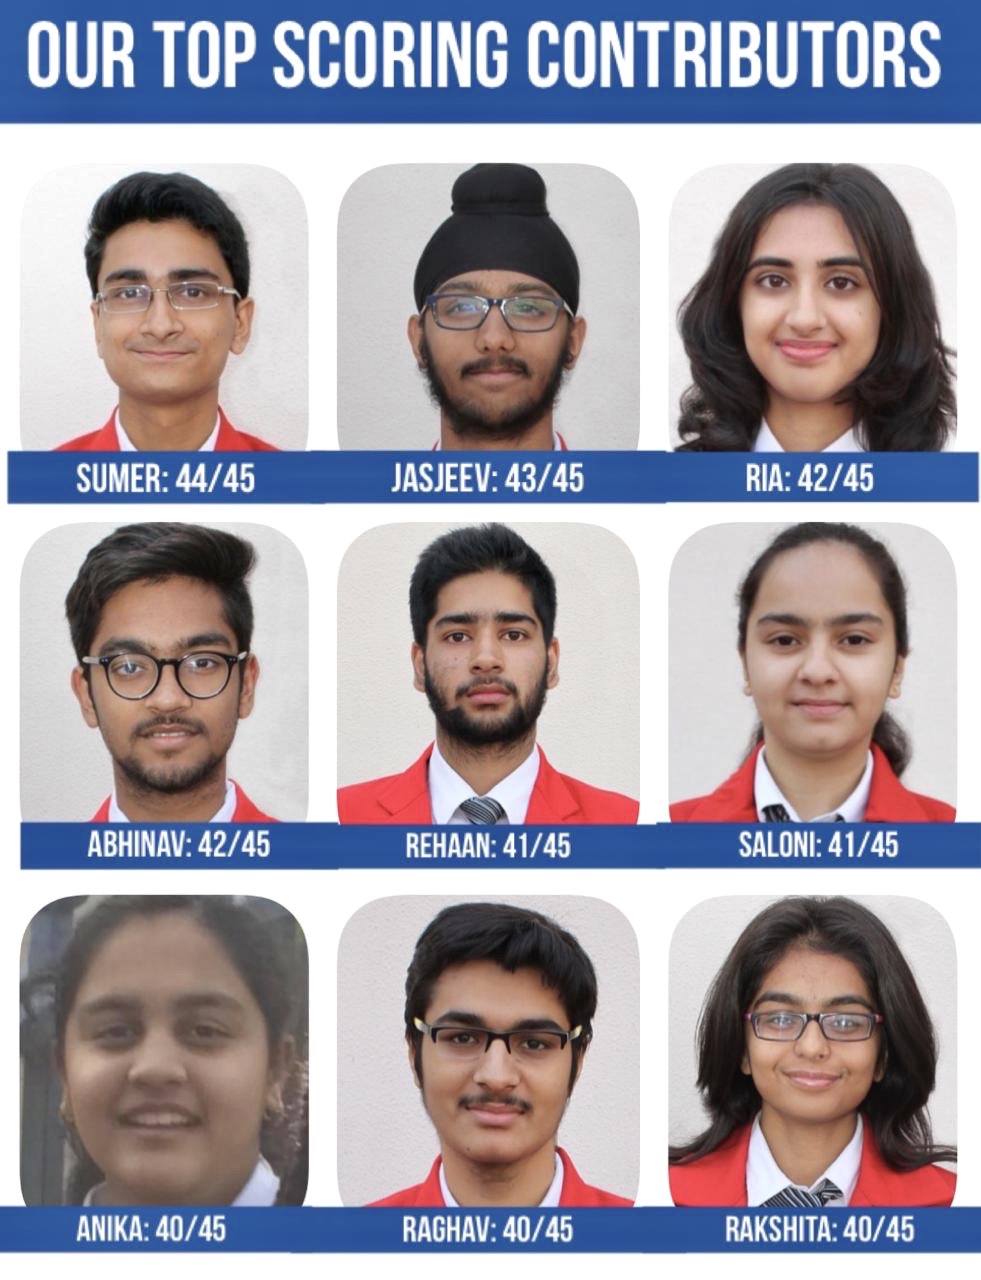 OUR TOP SCORING CONTRIBUTORS
SUMER: 44/45
JASJEEV: 43/45
RIA: 42/45
ABHINAV: 42/45
REHAAN: 41/45
SALONI: 41/45
ANIKA: 40/45
RAGHAV: 40/45
RAKSHITA: 40/45